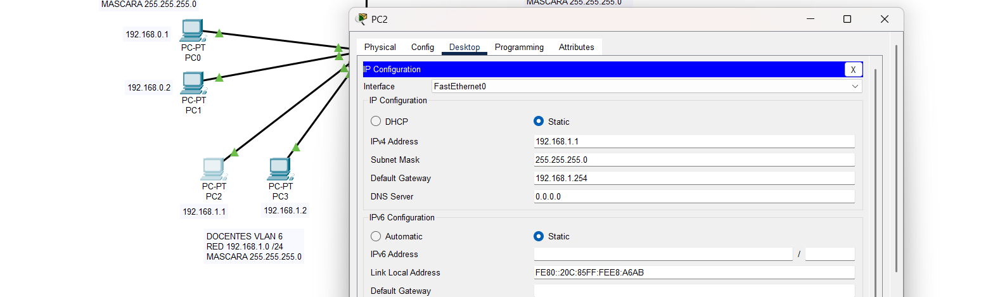 MASCARA 255.255.255.0
MASCARA 255.255.255.0
192.168.0.1
PC-PT
PC0
192.168.0.2
PC-PT
PC1
PC-PT
PC2
192.168.1.1
PC-PT
PC3
192.168.1.2
DOCENTES VLAN 6
RED 192.168.1.0 /24
MASCARA 255.255.255.0
PC2
Physical Config Desktop Programming Attributes
IP Configuration X
Interface FastEthernet0
IP Configuration
DHCP Static
IPv4 Address 192.168.1.1
Subnet Mask 255.255.255.0
Default Gateway 192.168.1.254
DNS Server 0.0.0.0
IPv6 Configuration
Automatic Static
IPv6 Address /
Link Local Address FE80::20C:85FF:FEE8:A6AB
Default Gateway